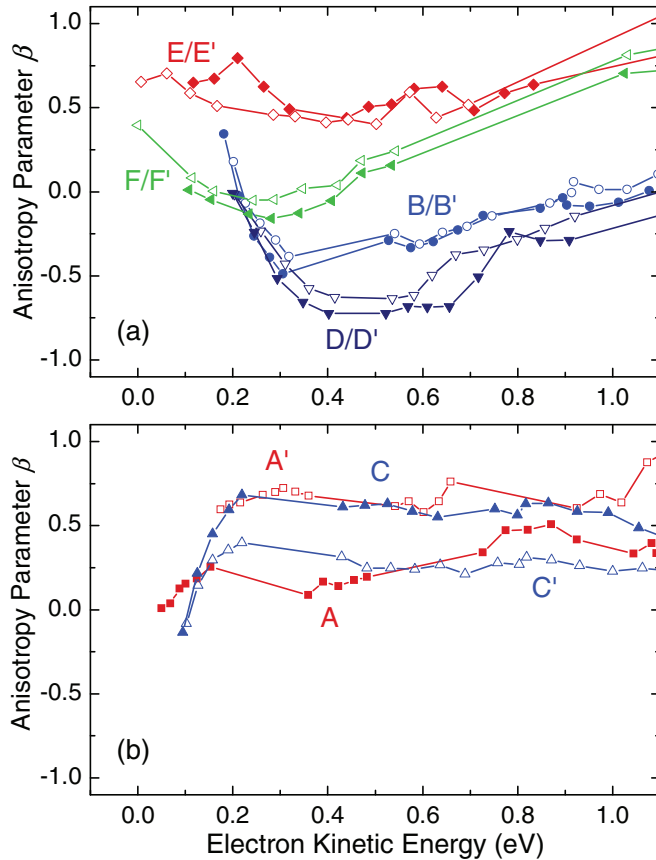 1.0
0.5
0.0
-0.5
-1.0
Anisotropy Parameter β
E/E'
F/F'
B/B'
D/D'
(a)
0.0 0.2 0.4 0.6 0.8 1.0
1.0
0.5
0.0
-0.5
-1.0
Anisotropy Parameter β
A'
C
A
C'
(b)
0.0 0.2 0.4 0.6 0.8 1.0
Electron Kinetic Energy (eV)